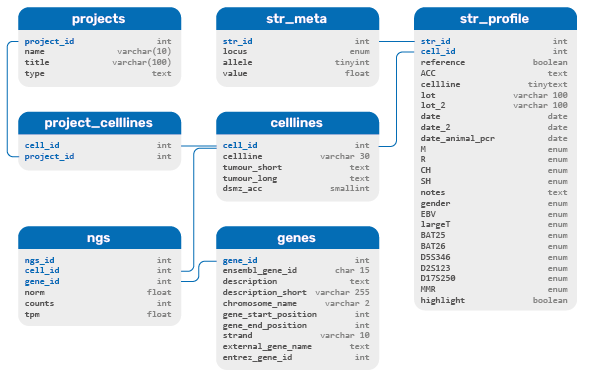 projects
project_id int
name varchar(10)
title varchar(100)
type text
str_meta
str_id int
locus enum
allele tinyint
value float
str_profile
str_id int
cell_id int
reference boolean
ACC text
cellline tinytext
lot varchar 100
lot_2 varchar 100
date date
date_2 date
date_animal_pcr date
M enum
R enum
CH enum
SH enum
notes text
gender enum
EBV enum
largeT enum
BAT25 enum
BAT26 enum
D5S346 enum
D2S123 enum
D17S250 enum
MMR enum
highlight boolean
project_celllines
cell_id int
project_id int
celllines
cell_id int
cellline varchar 30
tumour_short text
tumour_long text
dsmz_acc smallint
ngs
ngs_id int
cell_id int
gene_id int
norm float
counts int
tpm float
genes
gene_id int
ensembl_gene_id char 15
description text
description_short varchar 255
chromosome_name varchar 2
gene_start_position int
gene_end_position int
strand varchar 10
external_gene_name text
entrez_gene_id int